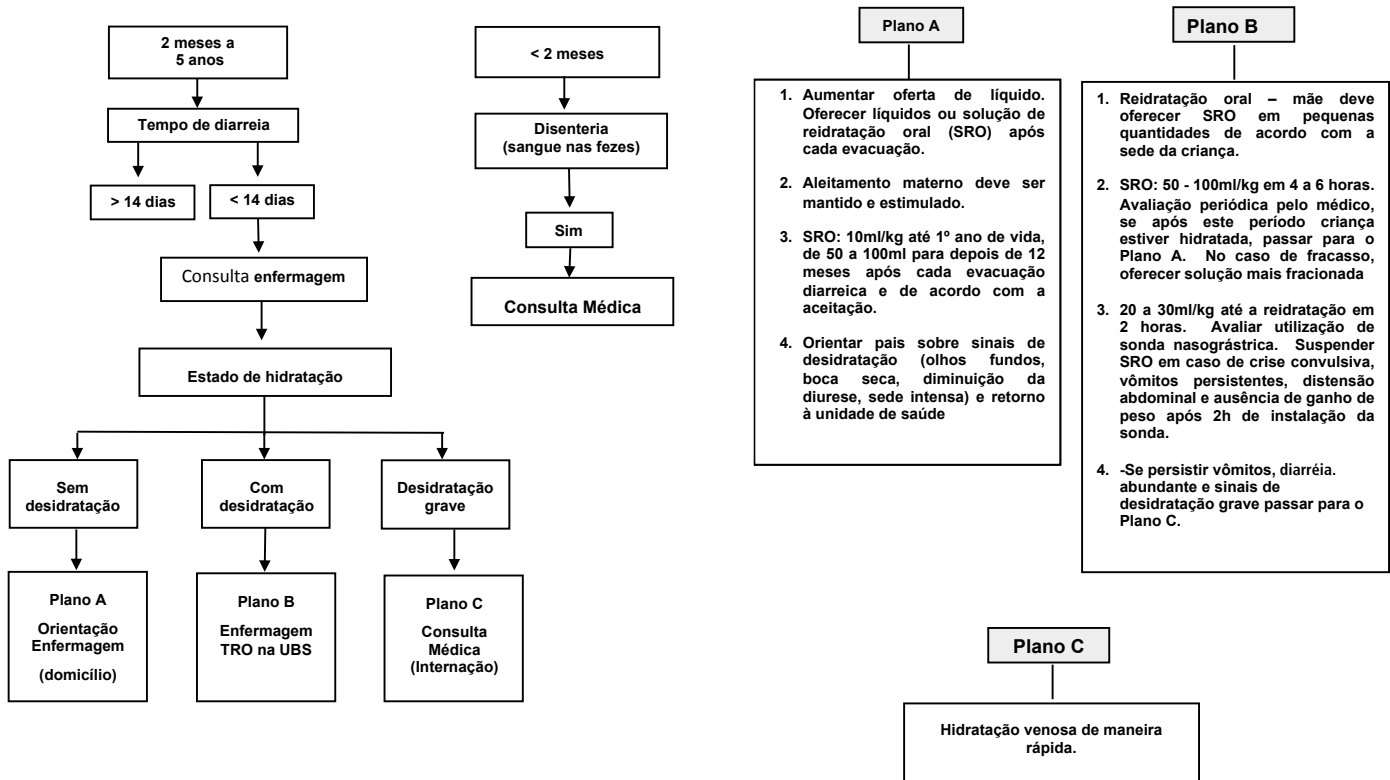 2 meses a
5 anos
Tempo de diarreia
> 14 dias
< 14 dias
Consulta enfermagem
Estado de hidratação
Sem
desidratação
Com
desidratação
Desidratação
grave
Plano A
Orientação
Enfermagem
(domicílio)
Plano B
Enfermagem
TRO na UBS
Plano C
Consulta
Médica
(Internação)
< 2 meses
Disenteria
(sangue nas fezes)
Sim
Consulta Médica
Plano A
1. Aumentar oferta de líquido.
Oferecer líquidos ou solução de
reidratação oral (SRO) após
cada evacuação.
2. Aleitamento materno deve ser
mantido e estimulado.
3. SRO: 10ml/kg até 1º ano de vida,
de 50 a 100ml para depois de 12
meses após cada evacuação
diarreica e de acordo com a
aceitação.
4. Orientar pais sobre sinais de
desidratação (olhos fundos,
boca seca, diminuição da
diurese, sede intensa) e retorno
à unidade de saúde
Plano B
1. Reidratação oral – mãe deve
oferecer SRO em pequenas
quantidades de acordo com a
sede da criança.
2. SRO: 50 - 100ml/kg em 4 a 6 horas.
Avaliação periódica pelo médico,
se após este período criança
estiver hidratada, passar para o
Plano A. No caso de fracasso,
oferecer solução mais fracionada
3. 20 a 30ml/kg até a reidratação em
2 horas. Avaliar utilização de
sonda nasográstrica. Suspender
SRO em caso de crise convulsiva,
vômitos persistentes, distensão
abdominal e ausência de ganho de
peso após 2h de instalação da
sonda.
4. -Se persistir vômitos, diarréia.
abundante e sinais de
desidratação grave passar para o
Plano C.
Plano C
Hidratação venosa de maneira
rápida.